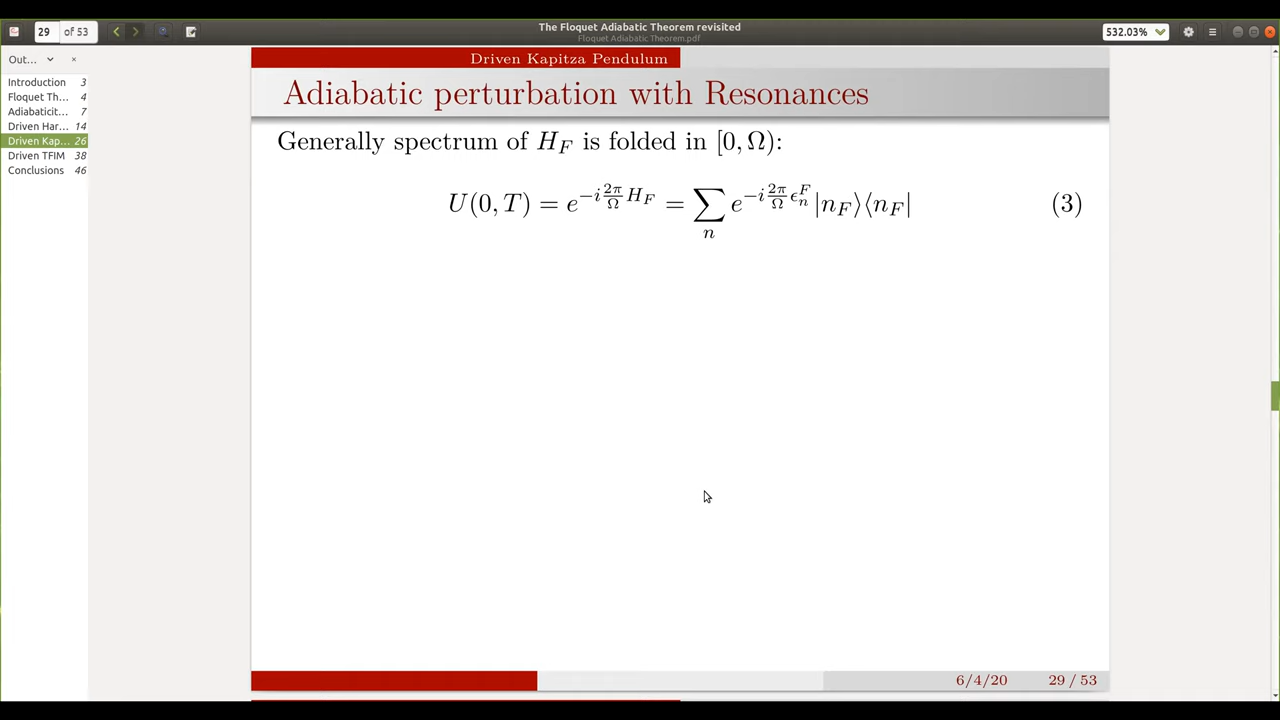 The Floquet Adiabatic Theorem revisited
Floquet Adiabatic Theorem.pdf
29 of 53
532.03%
Out...
Introduction 3
Floquet Th... 4
Adiabaticit... 7
Driven Har... 14
Driven Kap... 26
Driven TFIM 38
Conclusions 46
Driven Kapitza Pendulum
Adiabatic perturbation with Resonances
Generally spectrum of H_F is folded in [0, Ω):
U(0, T) = e^{-i\frac{2π}{Ω}H_F} = \sum_n e^{-i\frac{2π}{Ω}ϵ_n^F} |n_F⟩⟨n_F| (3)
6/4/20 29 / 53